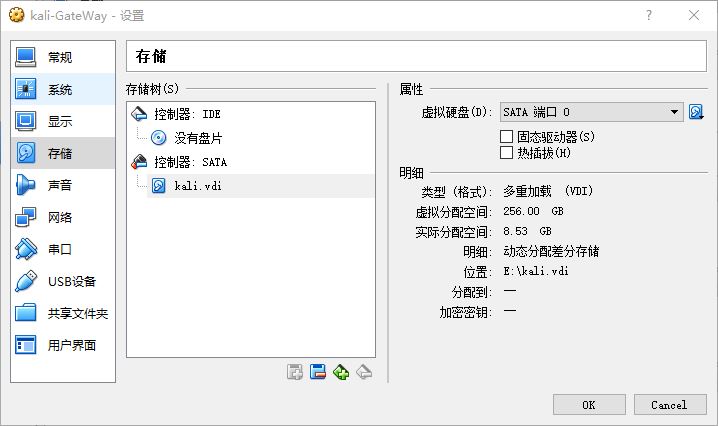 kali-GateWay - 设置
常规
系统
显示
存储
声音
网络
串口
USB设备
共享文件夹
用户界面
存储
存储树(S)
控制器: IDE
没有盘片
控制器: SATA
kali.vdi
属性
虚拟硬盘(D): SATA 端口 0
固态驱动器(S)
热插拔(H)
明细
类型 (格式): 多重加载 (VDI)
虚拟分配空间: 256.00 GB
实际分配空间: 8.53 GB
明细: 动态分配差分存储
位置: E:\kali.vdi
分配到: —
加密密钥: —
OK
Cancel